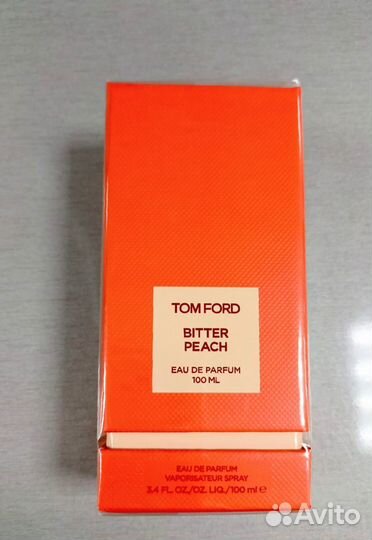 TOM FORD
BITTER
PEACH
EAU DE PARFUM
100 ML
EAU DE PARFUM
VAPORISATEUR SPRAY
3.4 FL. OZ./OZ. LIQ./100 ml e
Avito